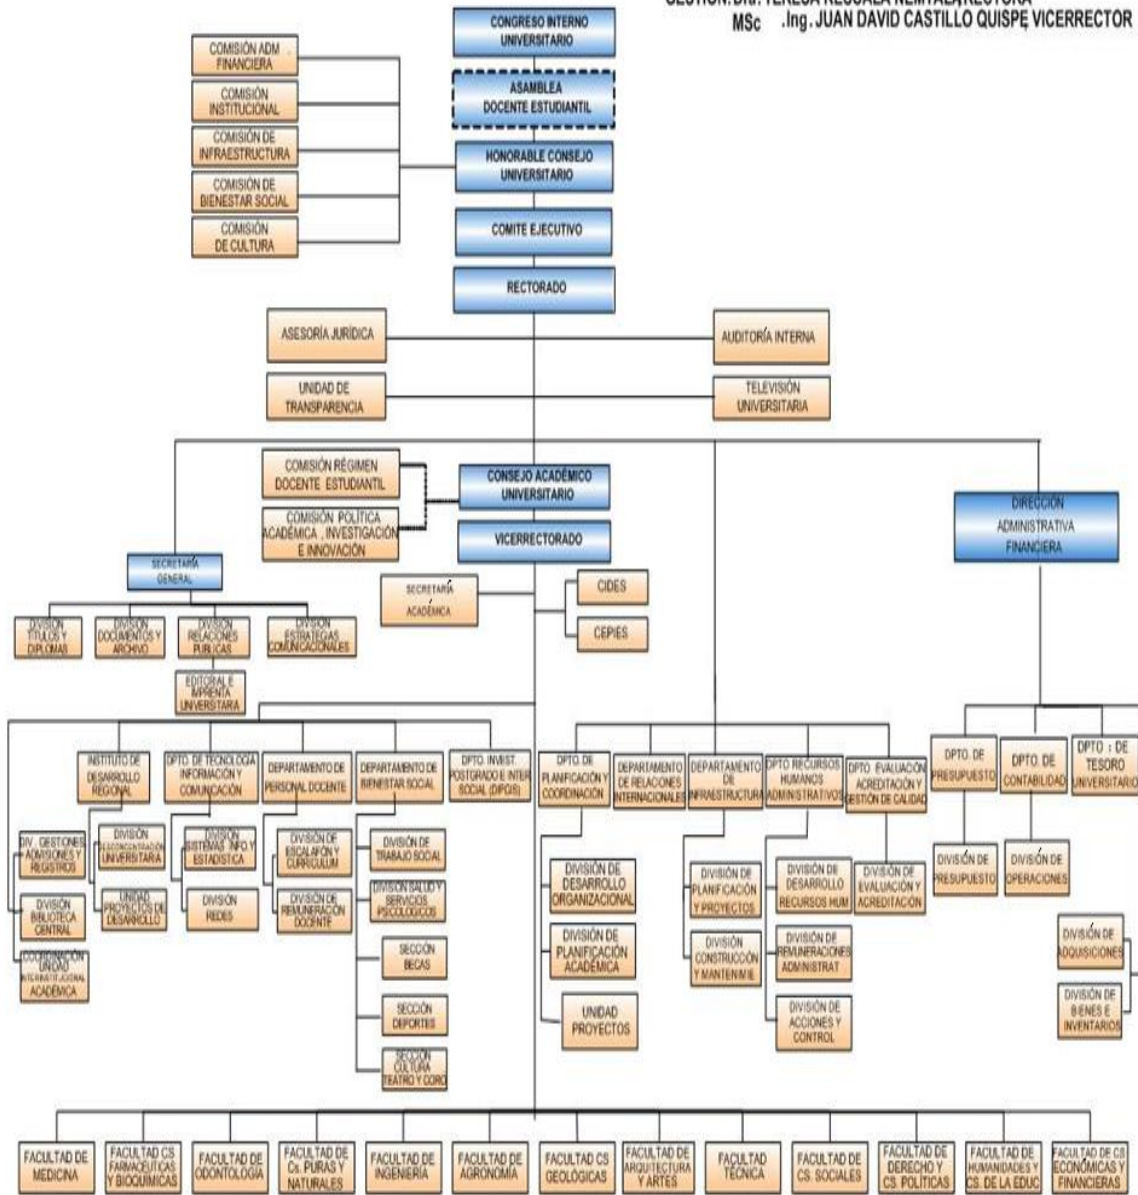 MSc .Ing. JUAN DAVID CASTILLO QUISPE VICERRECTOR
CONGRESO INTERNO
UNIVERSITARIO
ASAMBLEA
DOCENTE ESTUDIANTIL
HONORABLE CONSEJO
UNIVERSITARIO
COMITE EJECUTIVO
RECTORADO
COMISIÓN ADM .
FINANCIERA
COMISIÓN
INSTITUCIONAL
COMISIÓN DE
INFRAESTRUCTURA
COMISIÓN DE
BIENESTAR SOCIAL
COMISIÓN
DE CULTURA
ASESORÍA JURÍDICA
AUDITORÍA INTERNA
UNIDAD DE
TRANSPARENCIA
TELEVISIÓN
UNIVERSITARIA
COMISIÓN RÉGIMEN
DOCENTE ESTUDIANTIL
COMISIÓN POLÍTICA
ACADÉMICA , INVESTIGACIÓN
E INNOVACIÓN
CONSEJO ACADÉMICO
UNIVERSITARIO
VICERRECTORADO
DIRECCIÓN
ADMINISTRATIVA
FINANCIERA
SECRETARÍA
GENERAL
SECRETARÍA
ACADÉMICA
CIDES
CEPIES
DIVISIÓN
TÍTULOS Y
DIPLOMAS
DIVISIÓN
DOCUMENTOS Y
ARCHIVO
DIVISIÓN
RELACIONES
PUBLICAS
DIVISIÓN
ESTRATEGIAS
COMUNICACIONALES
EDITORIAL E
IMPRENTA
UNIVERSITARIA
INSTITUTO DE
DESARROLLO
REGIONAL
DPTO. DE TECNOLOGÍA
INFORMACIÓN Y
COMUNICACIÓN
DEPARTAMENTO DE
PERSONAL DOCENTE
DEPARTAMENTO DE
BIENESTAR SOCIAL
DPTO. INVEST.
POSTGRADO E INTER
SOCIAL (DIPGIS)
DPTO. DE
PLANIFICACIÓN Y
COORDINACIÓN
DEPARTAMENTO
DE RELACIONES
INTERNACIONALES
DEPARTAMENTO
DE
INFRAESTRUCTURA
DPTO RECURSOS
HUMANOS
ADMINISTRATIVOS
DPTO. EVALUACIÓN
ACREDITACIÓN Y
GESTIÓN DE CALIDAD
DPTO. DE
PRESUPUESTO
DPTO. DE
CONTABILIDAD
DPTO : DE
TESORO
UNIVERSITARIO
DIV. GESTIONES
ADMISIONES Y
REGISTROS
DIVISIÓN
BIBLIOTECA
CENTRAL
COORDINACIÓN
UNIDAD
INTERINSTITUCIONAL
ACADÉMICA
DIVISIÓN
DESCONCENTRACIÓN
UNIVERSITARIA
UNIDAD
PROYECTOS DE
DESARROLLO
DIVISIÓN
SISTEMAS INFO. Y
ESTADÍSTICA
DIVISIÓN
REDES
DIVISIÓN DE
ESCALAFÓN Y
CURRICULUM
DIVISIÓN DE
REMUNERACIÓN
DOCENTE
DIVISIÓN DE
TRABAJO SOCIAL
DIVISIÓN SALUD Y
SERVICIOS
PSICOLOGICOS
SECCIÓN
BECAS
SECCIÓN
DEPORTES
SECCIÓN
CULTURA
TEATRO Y CORO
DIVISIÓN DE
DESARROLLO
ORGANIZACIONAL
DIVISIÓN DE
PLANIFICACIÓN
ACADÉMICA
UNIDAD
PROYECTOS
DIVISIÓN DE
PLANIFICACIÓN
Y PROYECTOS
DIVISIÓN
CONSTRUCCIÓN
Y MANTENIMIE
DIVISIÓN DE
DESARROLLO
RECURSOS HUM
DIVISIÓN DE
REMUNERACIONES
ADMINISTRAT
DIVISIÓN DE
ACCIONES Y
CONTROL
DIVISIÓN DE
EVALUACIÓN Y
ACREDITACIÓN
DIVISIÓN DE
PRESUPUESTO
DIVISIÓN DE
OPERACIONES
DIVISIÓN DE
ADQUISICIONES
DIVISIÓN DE
BIENES E
INVENTARIOS
FACULTAD DE
MEDICINA
FACULTAD CS
FARMACÉUTICAS
Y BIOQUÍMICAS
FACULTAD DE
ODONTOLOGÍA
FACULTAD DE
Cs. PURAS Y
NATURALES
FACULTAD DE
INGENIERÍA
FACULTAD DE
AGRONOMÍA
FACULTAD CS
GEOLÓGICAS
FACULTAD DE
ARQUITECTURA
Y ARTES
FACULTAD
TÉCNICA
FACULTAD DE
CS. SOCIALES
FACULTAD DE
DERECHO Y
CS. POLÍTICAS
FACULTAD DE
HUMANIDADES Y
CS. DE LA EDUC
FACULTAD DE CS
ECONÓMICAS Y
FINANCIERAS